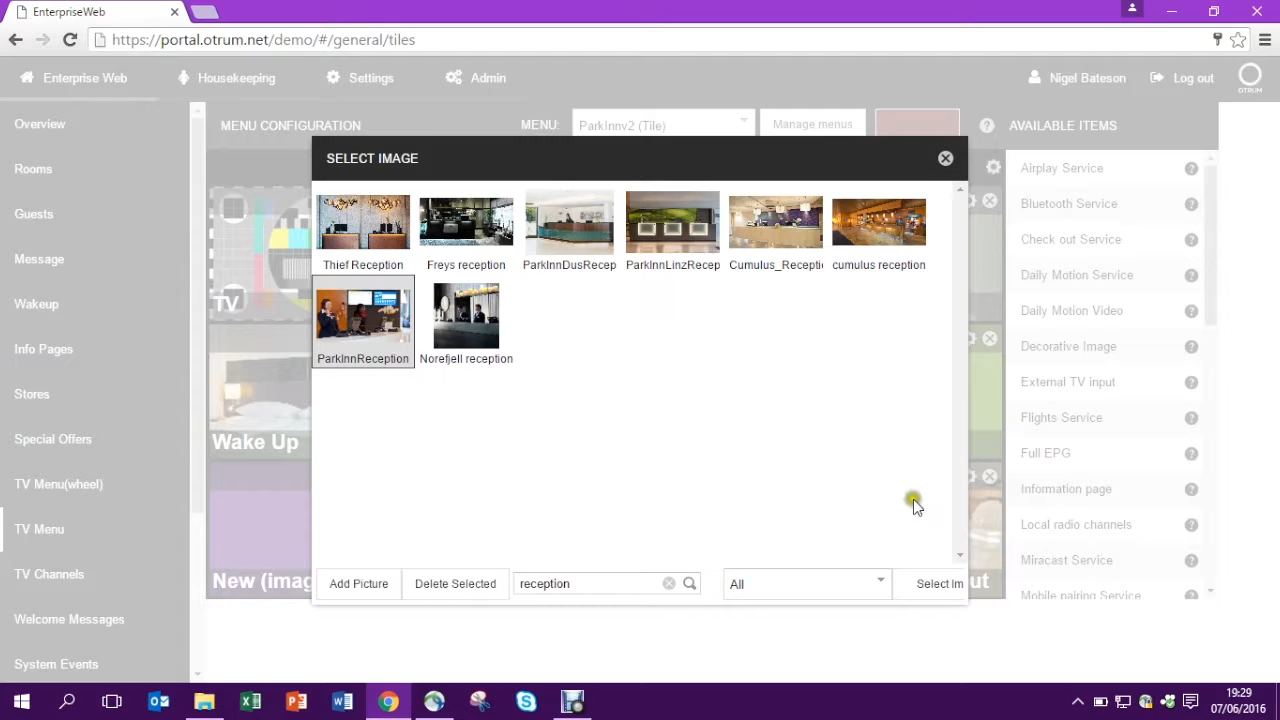 EnterpriseWeb
https://portal.otrum.net/demo/#/general/tiles
Enterprise Web
Housekeeping
Settings
Admin
Nigel Bateson
Log out
OTRUM
Overview
Rooms
Guests
Message
Wakeup
Info Pages
Stores
Special Offers
TV Menu(wheel)
TV Menu
TV Channels
Welcome Messages
System Events
MENU CONFIGURATION
MENU:
ParkInnv2 (Tile)
Manage menus
TV
Wake Up
New (imag
out
SELECT IMAGE
Thief Reception
Freys reception
ParkInnDusRecep
ParkInnLinzRecep
Cumulus_Recepti
cumulus reception
ParkInnReception
Norefjell reception
Add Picture
Delete Selected
reception
All
Select Im
AVAILABLE ITEMS
Airplay Service
Bluetooth Service
Check out Service
Daily Motion Service
Daily Motion Video
Decorative Image
External TV input
Flights Service
Full EPG
Information page
Local radio channels
Miracast Service
Mobile pairing Service
19:29
07/06/2016